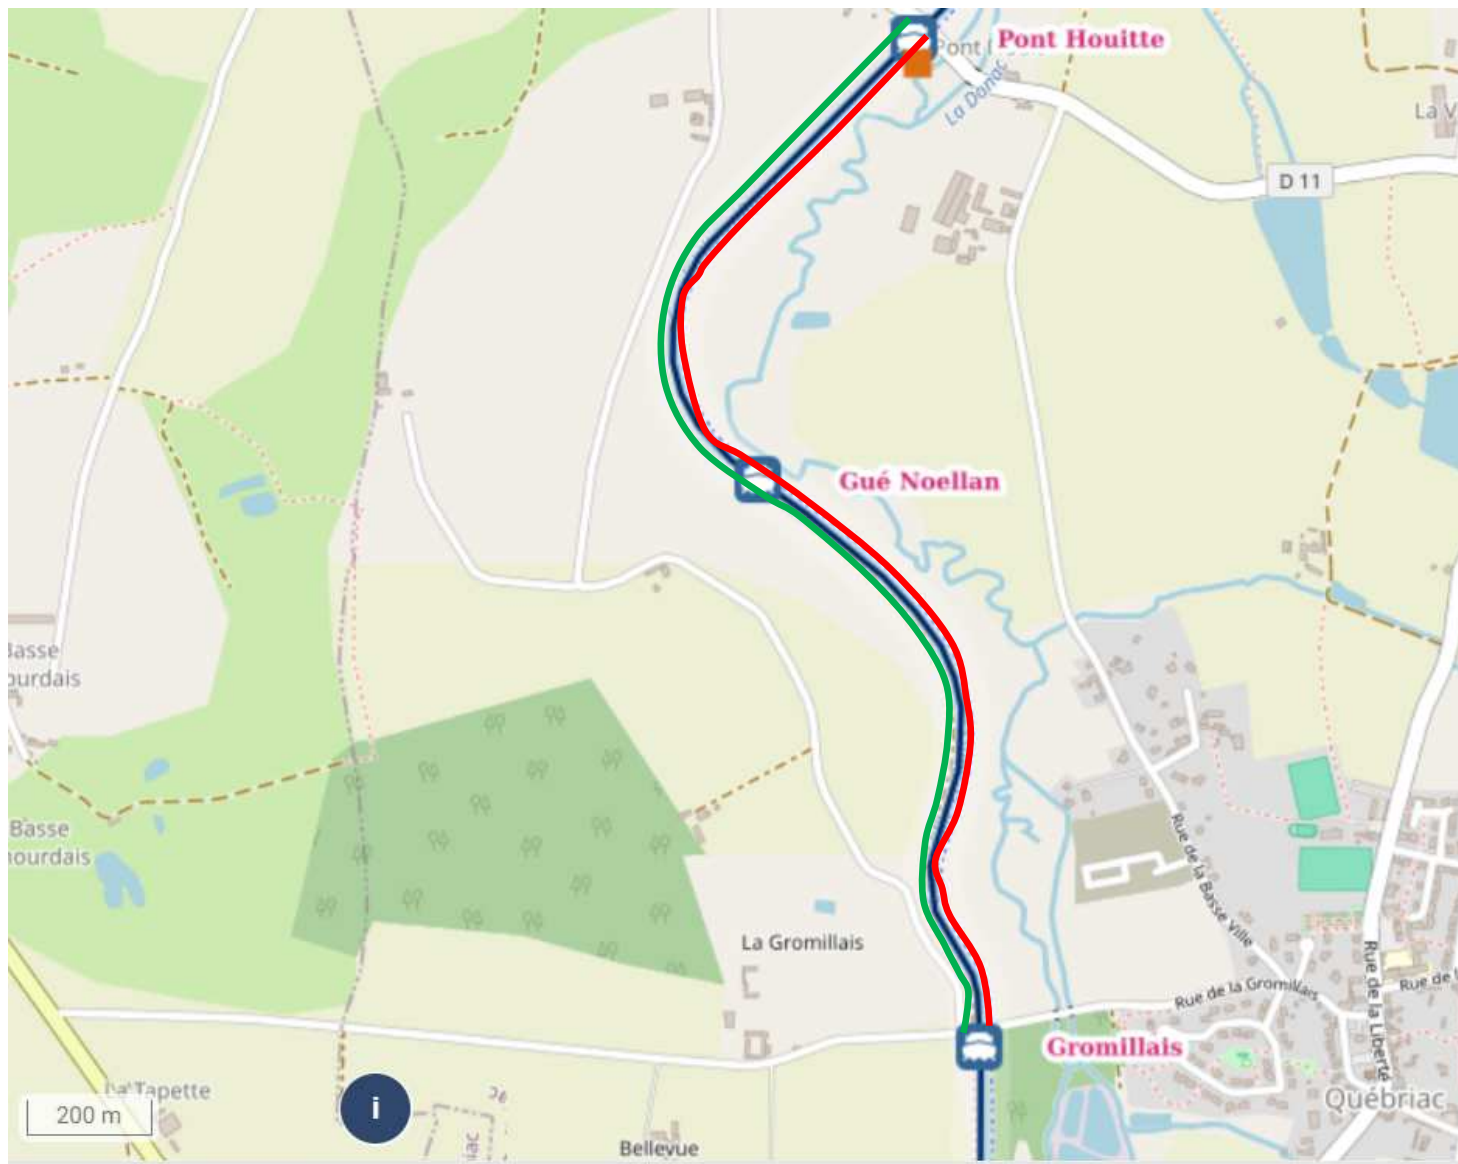 Pont Houitte
La Donac
La V
D 11
Gué Noellan
Basse
ourdais
Basse
ourdais
Rue de la Basse Ville
La Gromillais
Rue de la Gromillais
Rue de la Liberté
Rue de
Gromillais
La Tapette
200 m
i
Bellevue
Québriac